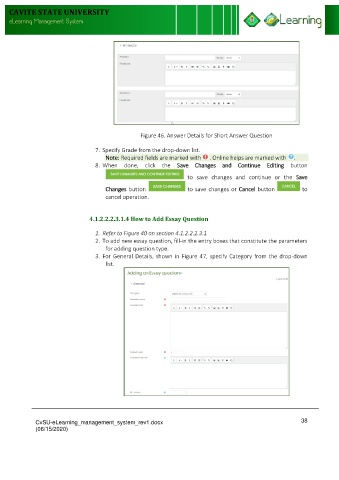 CAVITE STATE UNIVERSITY
eLearning Management System
eLearning
Figure 46. Answer Details for Short Answer Question
7. Specify Grade from the drop-down list.
Note: Required fields are marked with . Online helps are marked with .
8. When done, click the Save Changes and Continue Editing button
SAVE CHANGES AND CONTINUE EDITING to save changes and continue or the Save
Changes button SAVE CHANGES to save changes or Cancel button CANCEL to
cancel operation.
4.1.2.2.2.3.1.4 How to Add Essay Question
1. Refer to Figure 40 on section 4.1.2.2.2.3.1
2. To add new essay question, fill-in the entry boxes that constitute the parameters
for adding question type.
3. For General Details, shown in Figure 47, specify Category from the drop-down
list.
Adding an Essay question
General
CvSU-eLearning_management_system_rev1.docx
38
(06/15/2020)